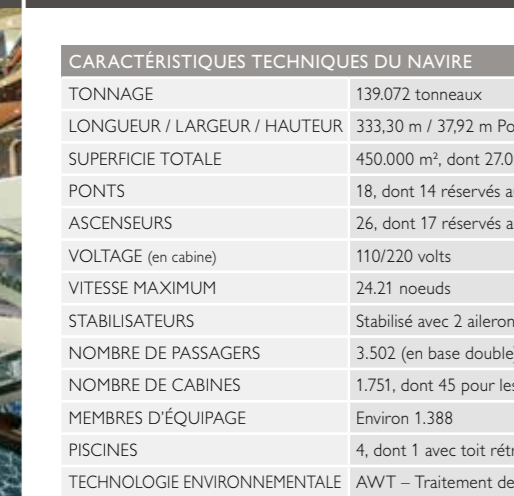 CARACTÉRISTIQUES TECHNIQUES DU NAVIRE
TONNAGE 139.072 tonneaux
LONGUEUR / LARGEUR / HAUTEUR 333,30 m / 37,92 m
SUPERFICIE TOTALE 450.000 m², dont
PONTS 18, dont 14 réservés
ASCENSEURS 26, dont 17 réservés
VOLTAGE (en cabine) 110/220 volts
VITESSE MAXIMUM 24.21 noeuds
STABILISATEURS Stabilisé avec 2 aileron
NOMBRE DE PASSAGERS 3.502 (en base double)
NOMBRE DE CABINES 1.751, dont 45 pour les
MEMBRES D'ÉQUIPAGE Environ 1.388
PISCINES 4, dont 1 avec toit
TECHNOLOGIE ENVIRONNEMENTALE AWT – Traitement de